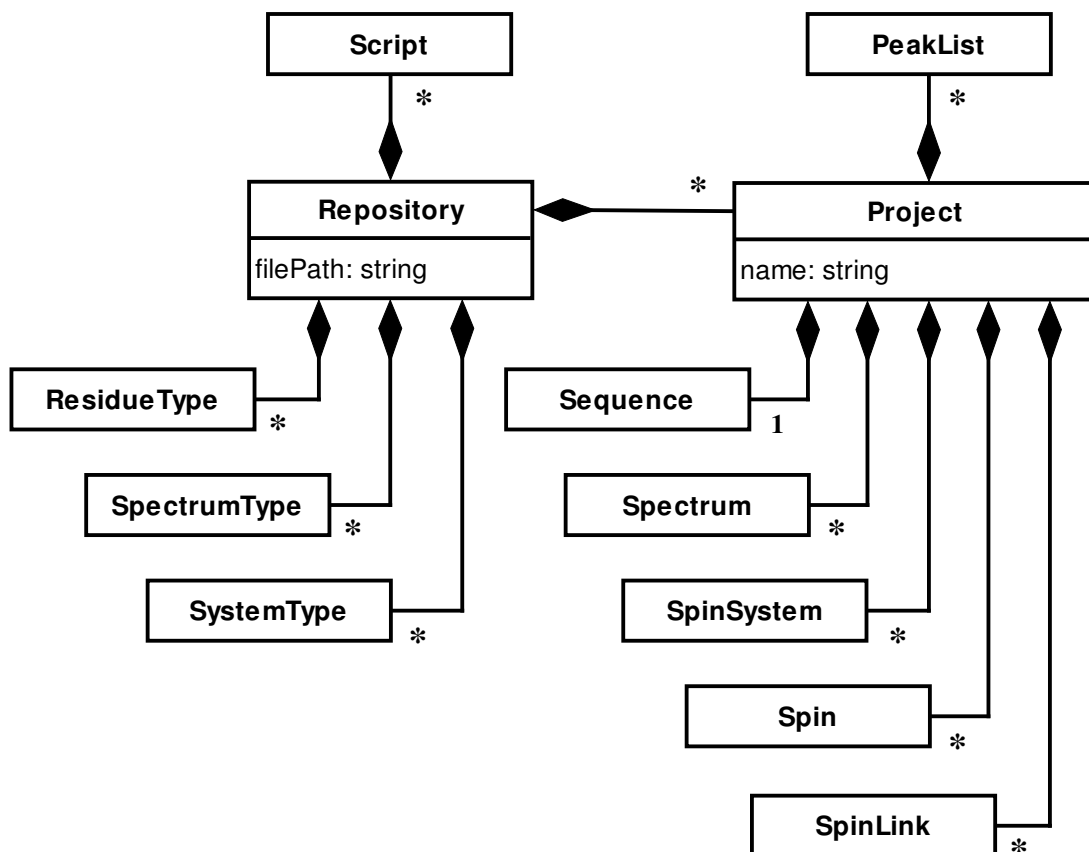 Script
PeakList
*
*
*
Repository
Project
filePath: string
name: string
ResidueType
*
Sequence
1
SpectrumType
*
Spectrum
*
SystemType
*
SpinSystem
*
Spin
*
SpinLink
*